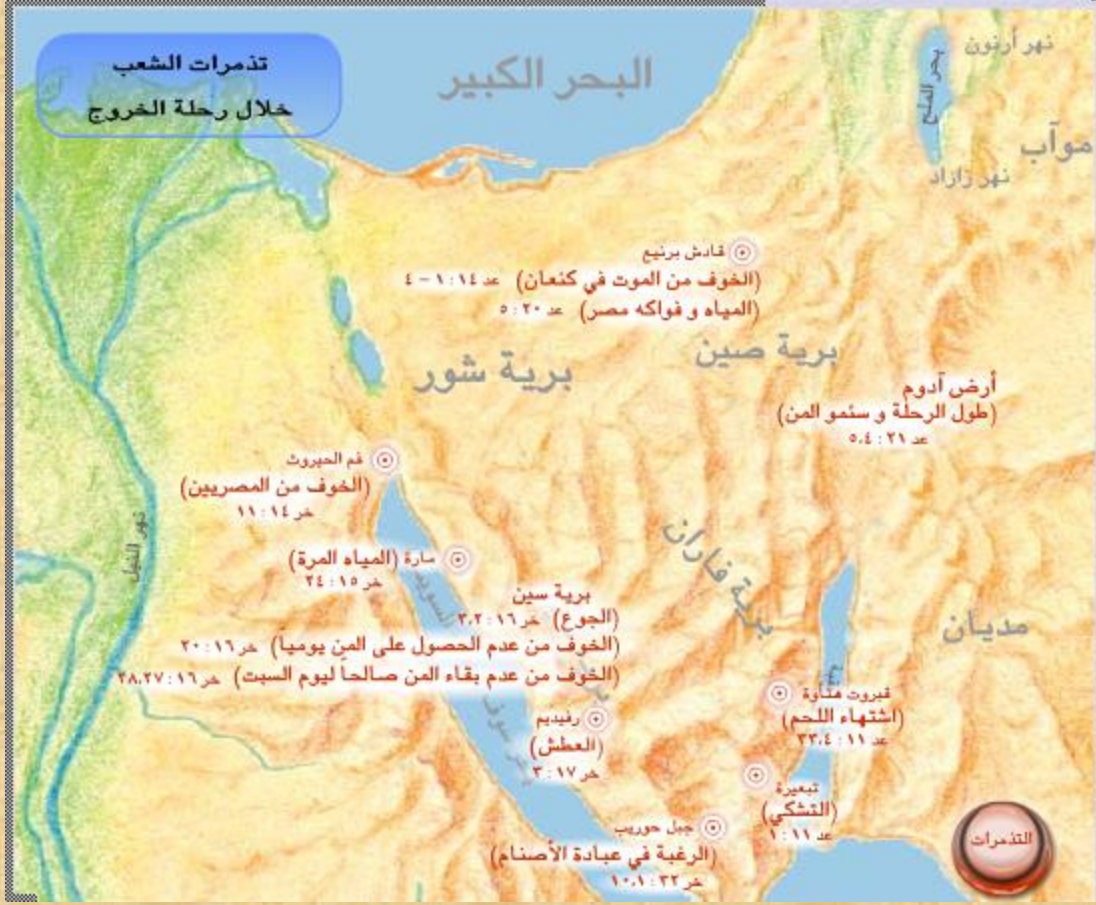 تذمرات الشعب
خلال رحلة الخروج
البحر الكبير
نهر أرنون
بحر الملح
موآب
نهر زاراد
قادش برنيع
(الخوف من الموت في كنعان) عد ١٤ : ١ – ٤
(المياه و فواكه مصر) عد ٢٠ : ٥
برية صين
برية شور
أرض آدوم
(طول الرحلة و سئمو المن)
عد ٢١ : ٤،٥
فم الحيروث
(الخوف من المصريين)
خر ١٤ : ١١
نهر النيل
مارة (المياه المرة)
خر ١٥ : ٢٤
السويس
برية فاران
برية سين
(الجوع) خر ١٦ : ٢،٣
(الخوف من عدم الحصول على المن يومياً) خر ١٦ : ٢٠
(الخوف من عدم بقاء المن صالحاً ليوم السبت) خر ١٦ : ٢٧،٢٨
مديان
سوف
رفيديم
(العطش)
خر ١٧ : ٣
قبروت هتاوة
(اشتهاء اللحم)
عد ١١ : ٣٣،٤
تبعيرة
(التشكي)
عد ١١ : ١
جبل حوريب
(الرغبة في عبادة الأصنام)
خر ٣٢ : ١،١٠
التذمرات